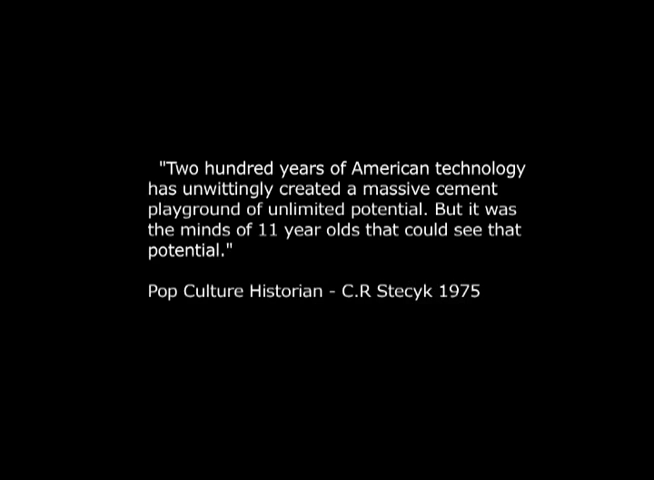 "Two hundred years of American technology
has unwittingly created a massive cement
playground of unlimited potential. But it was
the minds of 11 year olds that could see that
potential."
Pop Culture Historian - C.R Stecyk 1975